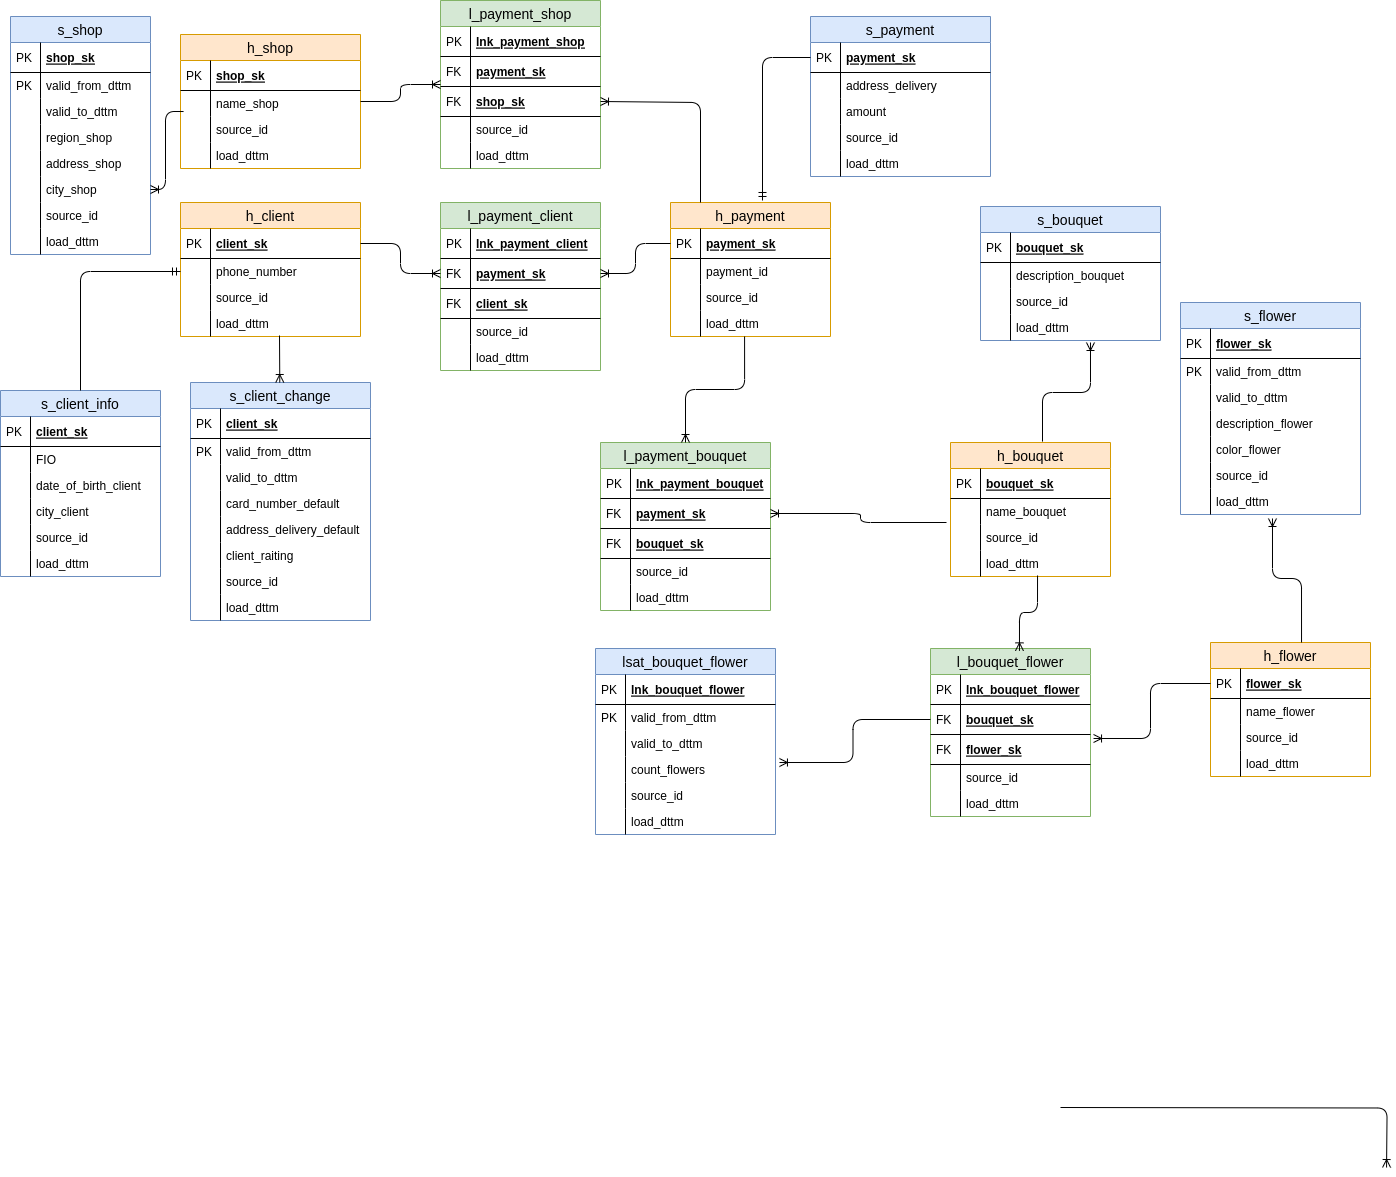 s_shop
PK shop_sk
PK valid_from_dttm
valid_to_dttm
region_shop
address_shop
city_shop
source_id
load_dttm
h_shop
PK shop_sk
name_shop
source_id
load_dttm
l_payment_shop
PK lnk_payment_shop
FK payment_sk
FK shop_sk
source_id
load_dttm
s_payment
PK payment_sk
address_delivery
amount
source_id
load_dttm
h_client
PK client_sk
phone_number
source_id
load_dttm
l_payment_client
PK lnk_payment_client
FK payment_sk
FK client_sk
source_id
load_dttm
h_payment
PK payment_sk
payment_id
source_id
load_dttm
s_bouquet
PK bouquet_sk
description_bouquet
source_id
load_dttm
s_flower
PK flower_sk
PK valid_from_dttm
valid_to_dttm
description_flower
color_flower
source_id
load_dttm
s_client_info
PK client_sk
FIO
date_of_birth_client
city_client
source_id
load_dttm
s_client_change
PK client_sk
PK valid_from_dttm
valid_to_dttm
card_number_default
address_delivery_default
client_raiting
source_id
load_dttm
l_payment_bouquet
PK lnk_payment_bouquet
FK payment_sk
FK bouquet_sk
source_id
load_dttm
h_bouquet
PK bouquet_sk
name_bouquet
source_id
load_dttm
lsat_bouquet_flower
PK lnk_bouquet_flower
PK valid_from_dttm
valid_to_dttm
count_flowers
source_id
load_dttm
l_bouquet_flower
PK lnk_bouquet_flower
FK bouquet_sk
FK flower_sk
source_id
load_dttm
h_flower
PK flower_sk
name_flower
source_id
load_dttm